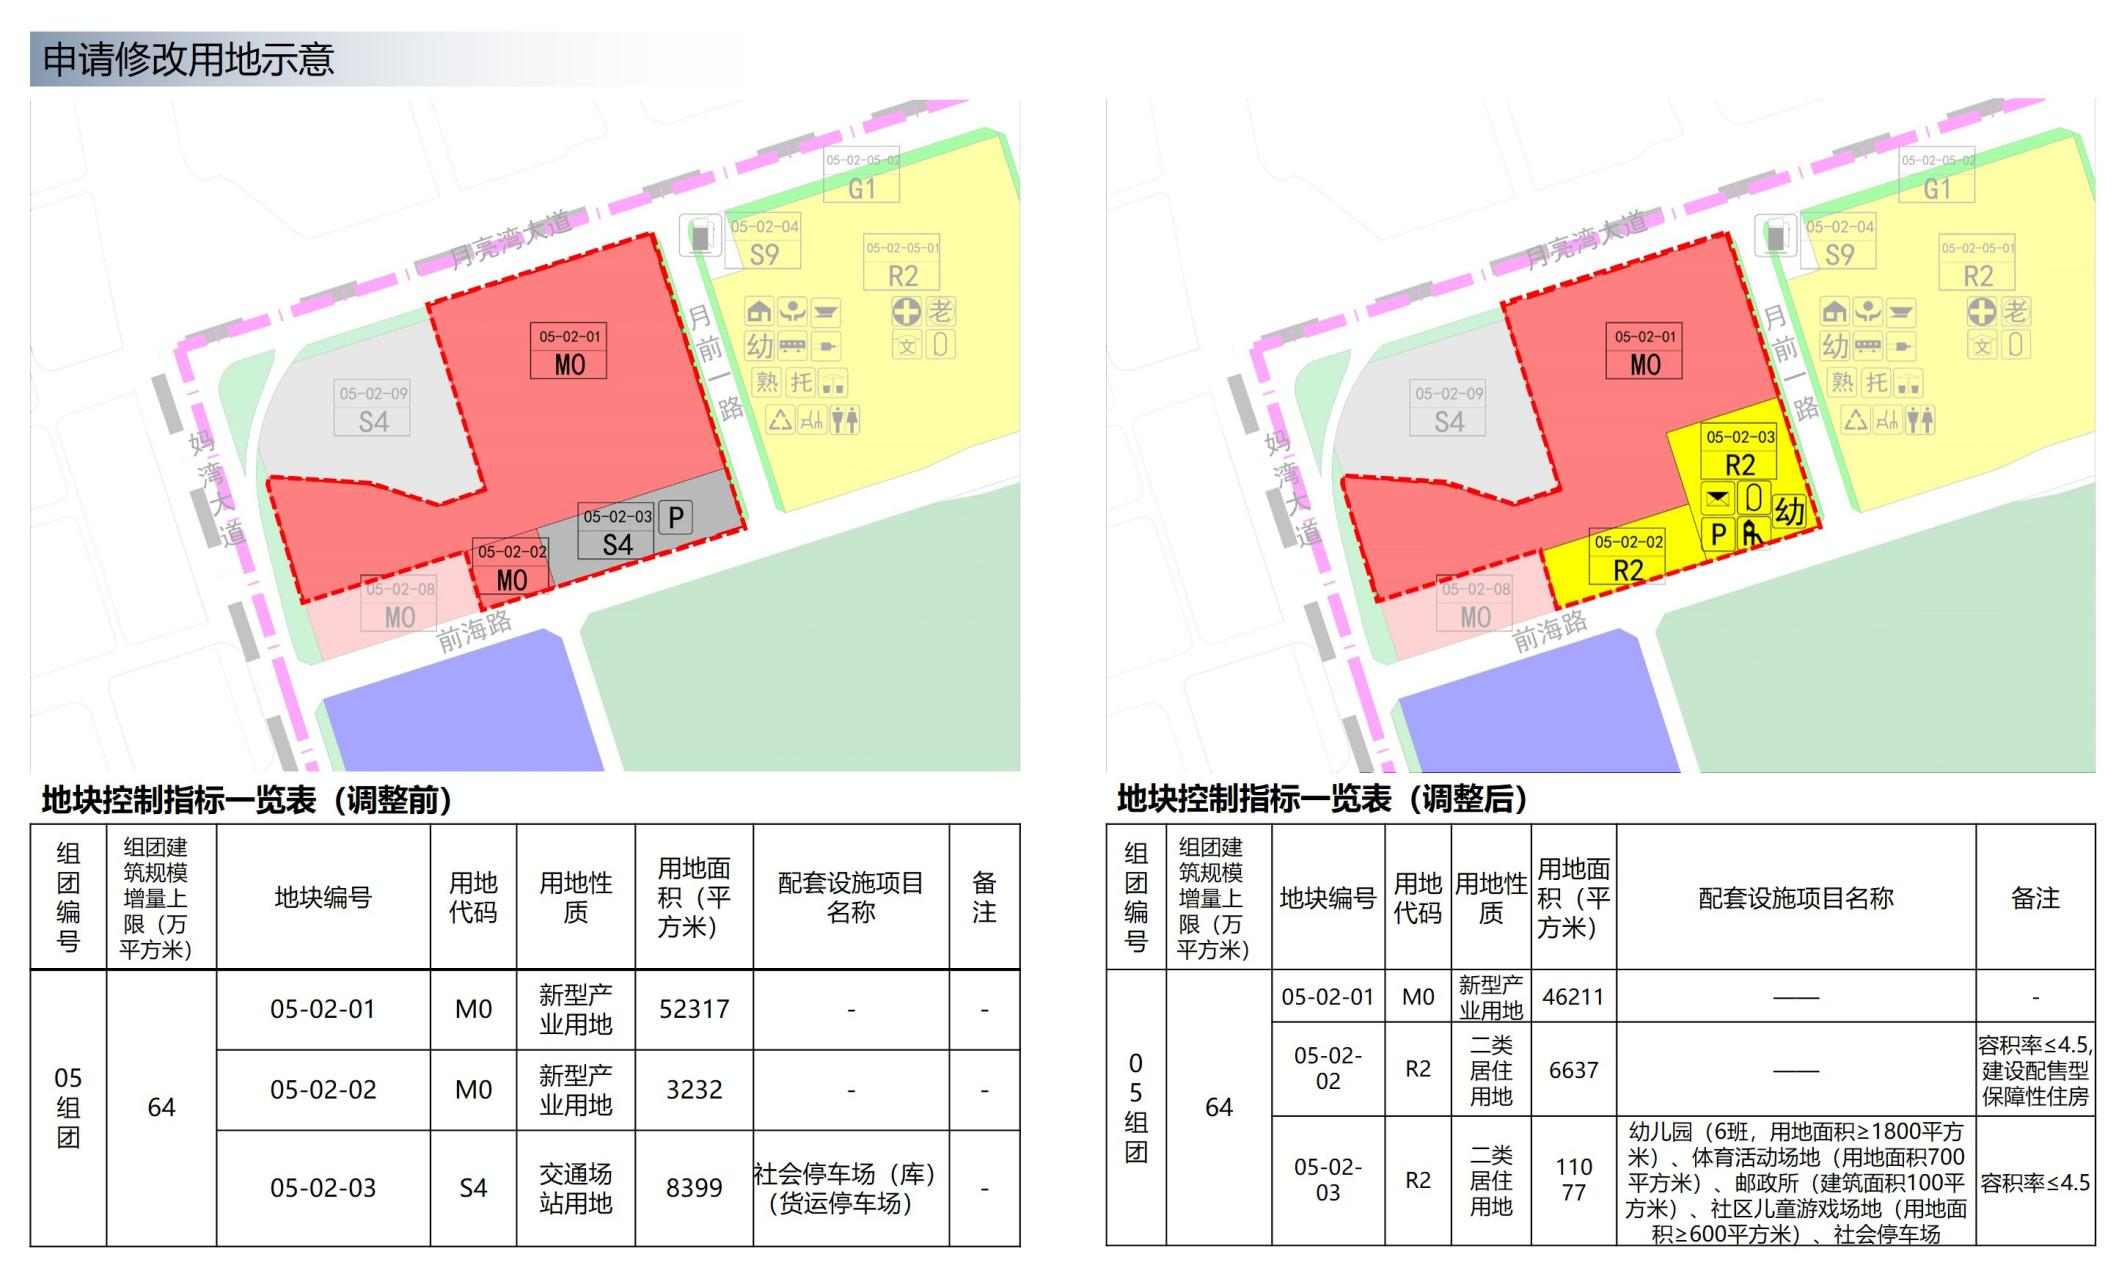 申请修改用地示意
05-02-05-02
G1
05-02-04
S9
05-02-05-01
R2
月亮湾大道
05-02-01
M0
月前一路
老
幼
文
熟
托
05-02-09
S4
妈湾大道
05-02-03
P
S4
05-02-02
M0
05-02-08
M0
前海路
05-02-05-02
G1
05-02-04
S9
05-02-05-01
R2
月亮湾大道
05-02-01
M0
月前一路
老
幼
文
熟
托
05-02-09
S4
妈湾大道
05-02-03
R2
幼
P
05-02-02
R2
05-02-08
M0
前海路
地块控制指标一览表（调整前）
组团编号
组团建
筑规模
增量上
限（万
平方米）
地块编号
用地
代码
用地性
质
用地面
积（平
方米）
配套设施项目
名称
备
注
05
组
团
64
05-02-01
M0
新型产
业用地
52317
-
-
05-02-02
M0
新型产
业用地
3232
-
-
05-02-03
S4
交通场
站用地
8399
社会停车场（库）
（货运停车场）
-
地块控制指标一览表（调整后）
组团编号
组团建
筑规模
增量上
限（万
平方米）
地块编号
用地
代码
用地性
质
用地面
积（平
方米）
配套设施项目名称
备注
0
5
组
团
64
05-02-01
M0
新型产
业用地
46211
——
-
05-02-
02
R2
二类
居住
用地
6637
——
容积率≤4.5,
建设配售型
保障性住房
05-02-
03
R2
二类
居住
用地
110
77
幼儿园（6班，用地面积≥1800平方
米）、体育活动场地（用地面积700
平方米）、邮政所（建筑面积100平
方米）、社区儿童游戏场地（用地面
积≥600平方米）、社会停车场
容积率≤4.5